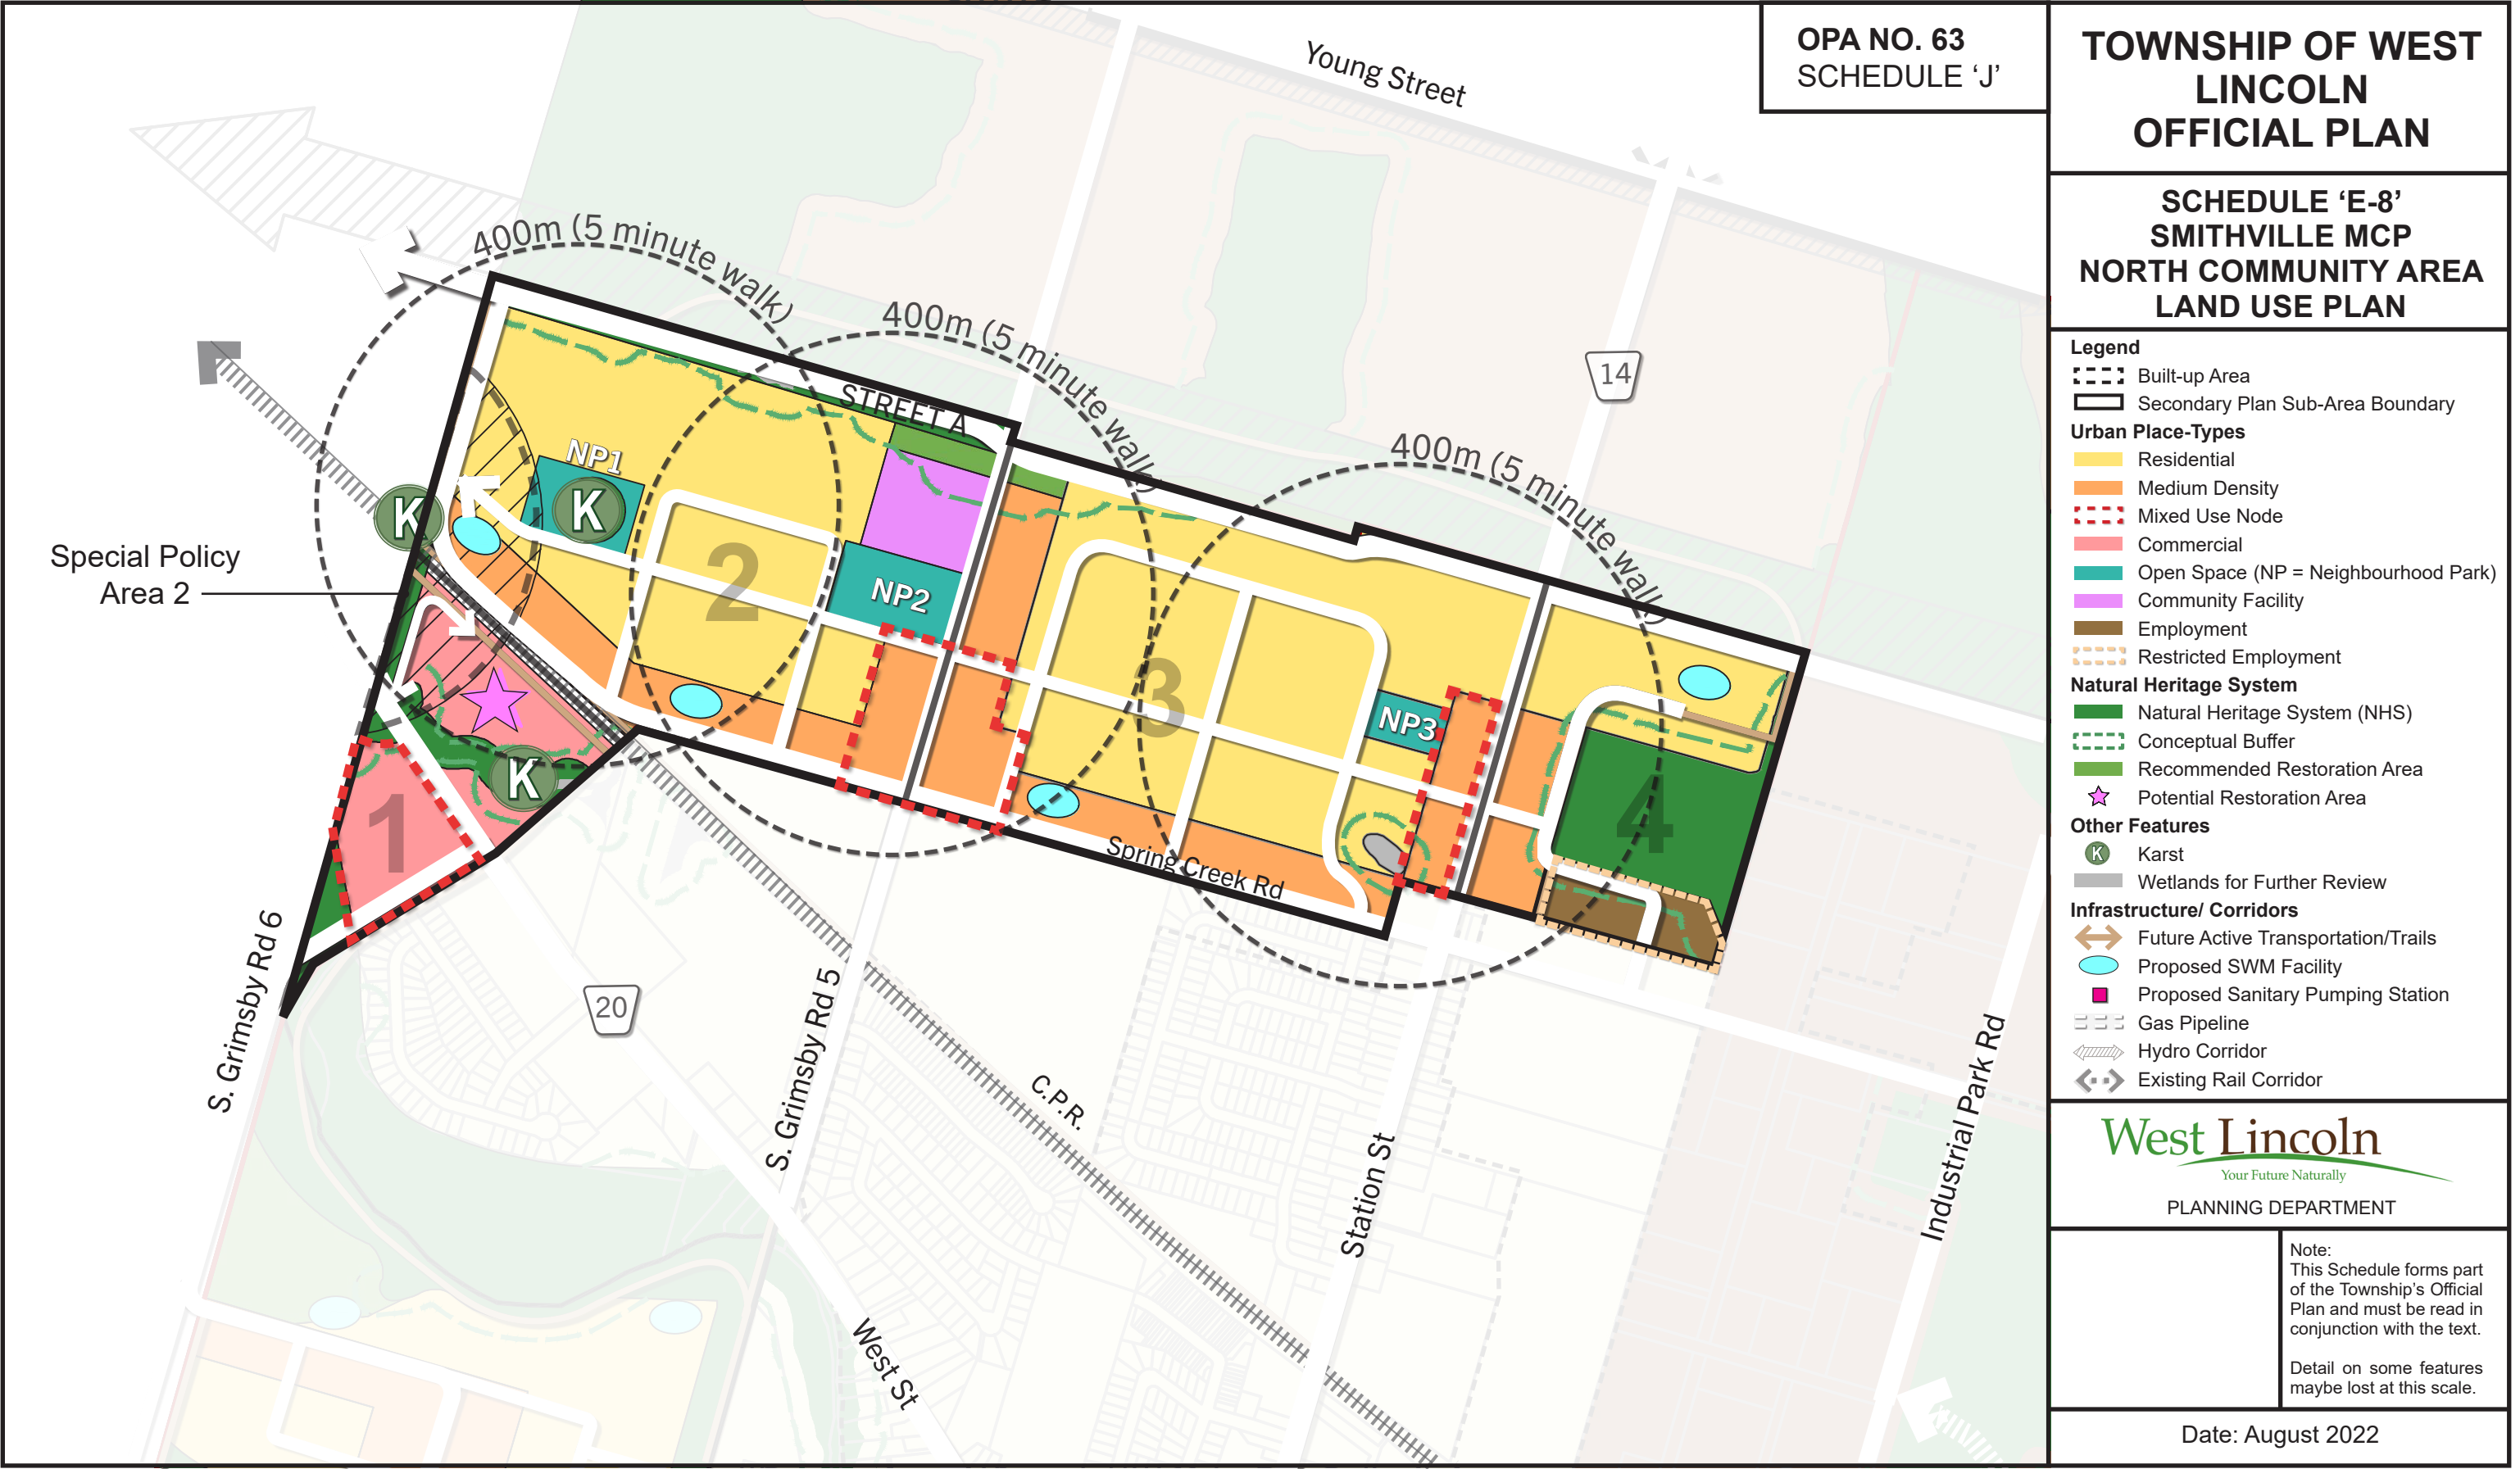 OPA NO. 63
SCHEDULE ‘J’
TOWNSHIP OF WEST
LINCOLN
OFFICIAL PLAN
SCHEDULE ‘E-8’
SMITHVILLE MCP
NORTH COMMUNITY AREA
LAND USE PLAN
Legend
Built-up Area
Secondary Plan Sub-Area Boundary
Urban Place-Types
Residential
Medium Density
Mixed Use Node
Commercial
Open Space (NP = Neighbourhood Park)
Community Facility
Employment
Restricted Employment
Natural Heritage System
Natural Heritage System (NHS)
Conceptual Buffer
Recommended Restoration Area
Potential Restoration Area
Other Features
K Karst
Wetlands for Further Review
Infrastructure/ Corridors
Future Active Transportation/Trails
Proposed SWM Facility
Proposed Sanitary Pumping Station
Gas Pipeline
Hydro Corridor
Existing Rail Corridor
West Lincoln
Your Future Naturally
PLANNING DEPARTMENT
Note:
This Schedule forms part
of the Township’s Official
Plan and must be read in
conjunction with the text.
Detail on some features
maybe lost at this scale.
Date: August 2022
Young Street
400m (5 minute walk)
400m (5 minute walk)
400m (5 minute walk)
14
STREET A
NP1
K
K
2
NP2
Special Policy
Area 2
3
NP3
K
1
4
Spring Creek Rd
S. Grimsby Rd 6
20
S. Grimsby Rd 5
C.P.R.
Station St
Industrial Park Rd
West St